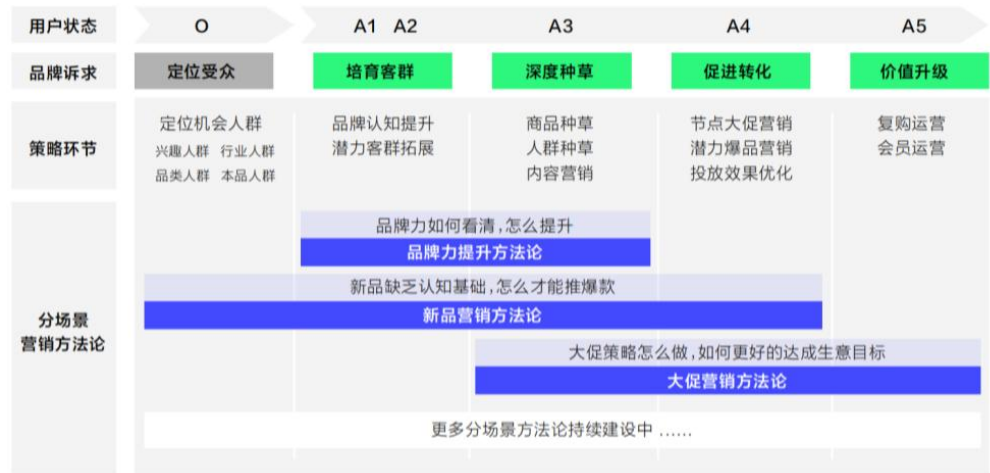 用户状态 O A1 A2 A3 A4 A5
品牌诉求 定位受众 培育客群 深度种草 促进转化 价值升级
策略环节
定位机会人群
兴趣人群 行业人群
品类人群 本品人群
品牌认知提升
潜力客群拓展
商品种草
人群种草
内容营销
节点大促营销
潜力爆品营销
投放效果优化
复购运营
会员运营
分场景
营销方法论
品牌力如何看清,怎么提升
品牌力提升方法论
新品缺乏认知基础,怎么才能推爆款
新品营销方法论
大促策略怎么做,如何更好的达成生意目标
大促营销方法论
更多分场景方法论持续建设中 ……